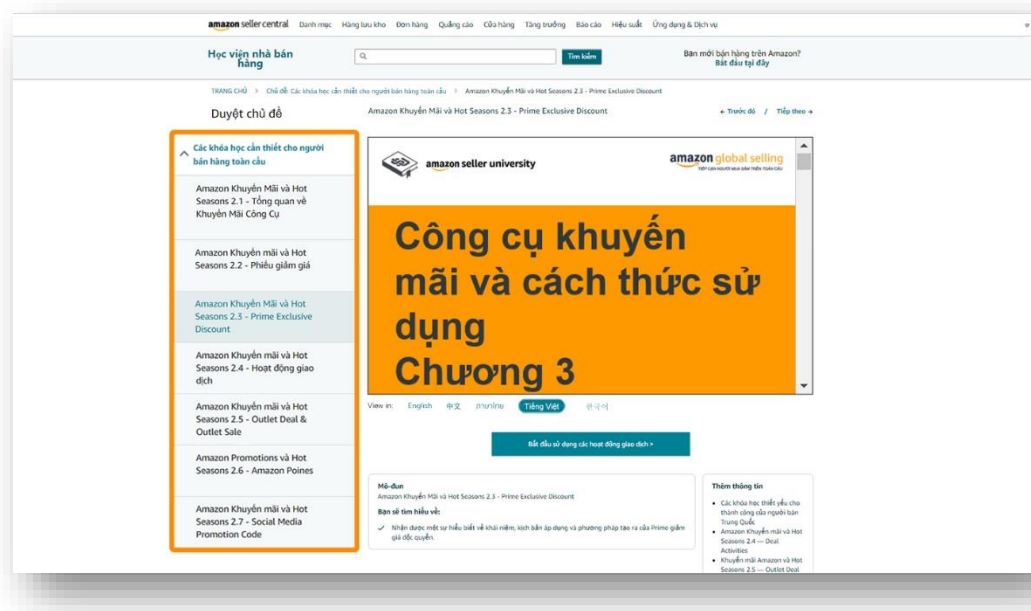 amazon seller central Danh mục Hàng lưu kho Đơn hàng Quảng cáo Cửa hàng Tăng trưởng Báo cáo Hiệu suất Ứng dụng & Dịch vụ
Học viện nhà bán
hàng
Tìm kiếm
Bạn mới bán hàng trên Amazon?
Bắt đầu tại đây
TRANG CHỦ > Chủ đề: Các khóa học cần thiết cho người bán hàng toàn cầu > Amazon Khuyến Mãi và Hot Seasons 2.3 - Prime Exclusive Discount
Duyệt chủ đề
Amazon Khuyến Mãi và Hot Seasons 2.3 - Prime Exclusive Discount
← Trước đó / Tiếp theo →
Các khóa học cần thiết cho người
bán hàng toàn cầu
Amazon Khuyến Mãi và Hot
Seasons 2.1 - Tổng quan về
Khuyến Mãi Công Cụ
Amazon Khuyến mãi và Hot
Seasons 2.2 - Phiếu giảm giá
Amazon Khuyến Mãi và Hot
Seasons 2.3 - Prime Exclusive
Discount
Amazon Khuyến mãi và Hot
Seasons 2.4 - Hoạt động giao
dịch
Amazon Khuyến mãi và Hot
Seasons 2.5 - Outlet Deal &
Outlet Sale
Amazon Promotions và Hot
Seasons 2.6 - Amazon Poines
Amazon Khuyến mãi và Hot
Seasons 2.7 - Social Media
Promotion Code
amazon seller university
amazon global selling
TIẾP CẬN NGƯỜI MUA SẮM TRÊN TOÀN CẦU
Công cụ khuyến
mãi và cách thức sử
dụng
Chương 3
View in: English 中文 ภาษาไทย Tiếng Việt 한국어
Bắt đầu sử dụng các hoạt động giao dịch »
Mô-đun
Amazon Khuyến Mãi và Hot Seasons 2.3 - Prime Exclusive Discount
Bạn sẽ tìm hiểu về:
Nhận được một sự hiểu biết về khái niệm, kịch bản áp dụng và phương pháp tạo ra của Prime giảm
giá độc quyền.
Thêm thông tin
Các khóa học thiết yếu cho
thành công của người bán
Trung Quốc
Amazon Khuyến mãi và Hot
Seasons 2.4 — Deal
Activities
Khuyến mãi Amazon và Hot
Seasons 2.5 — Outlet Deal